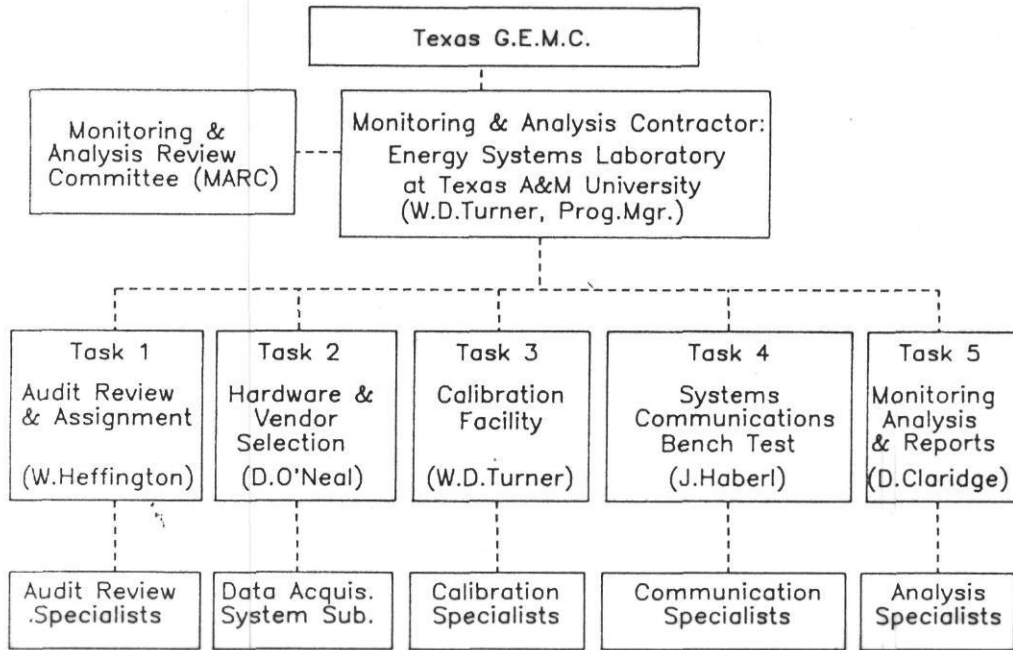 Texas G.E.M.C.
Monitoring &
Analysis Review
Committee (MARC)
Monitoring & Analysis Contractor:
Energy Systems Laboratory
at Texas A&M University
(W.D.Turner, Prog.Mgr.)
Task 1
Audit Review
& Assignment
(W.Heffington)
Task 2
Hardware &
Vendor
Selection
(D.O'Neal)
Task 3
Calibration
Facility
(W.D.Turner)
Task 4
Systems
Communications
Bench Test
(J.Haberl)
Task 5
Monitoring
Analysis
& Reports
(D.Claridge)
Audit Review
Specialists
Data Acquis.
System Sub.
Calibration
Specialists
Communication
Specialists
Analysis
Specialists